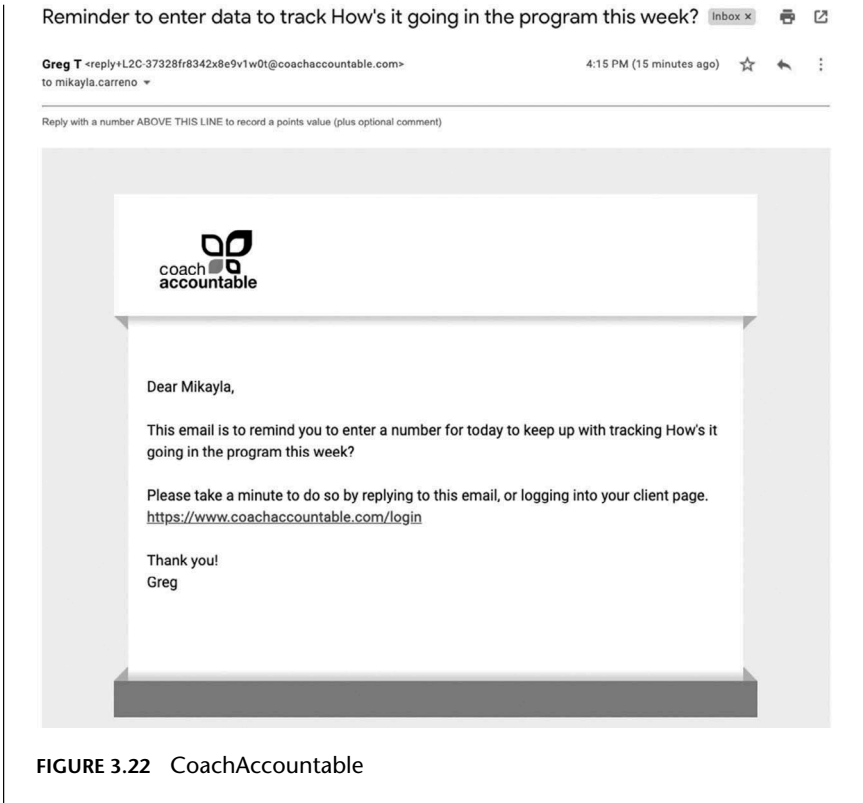 Reminder to enter data to track How's it going in the program this week? Inbox ×
Greg T <reply+L2C-37328fr8342x8e9v1w0t@coachaccountable.com> 4:15 PM (15 minutes ago)
to mikayla.carreno
Reply with a number ABOVE THIS LINE to record a points value (plus optional comment)
coach
accountable
Dear Mikayla,
This email is to remind you to enter a number for today to keep up with tracking How's it
going in the program this week?
Please take a minute to do so by replying to this email, or logging into your client page.
https://www.coachaccountable.com/login
Thank you!
Greg
FIGURE 3.22 CoachAccountable